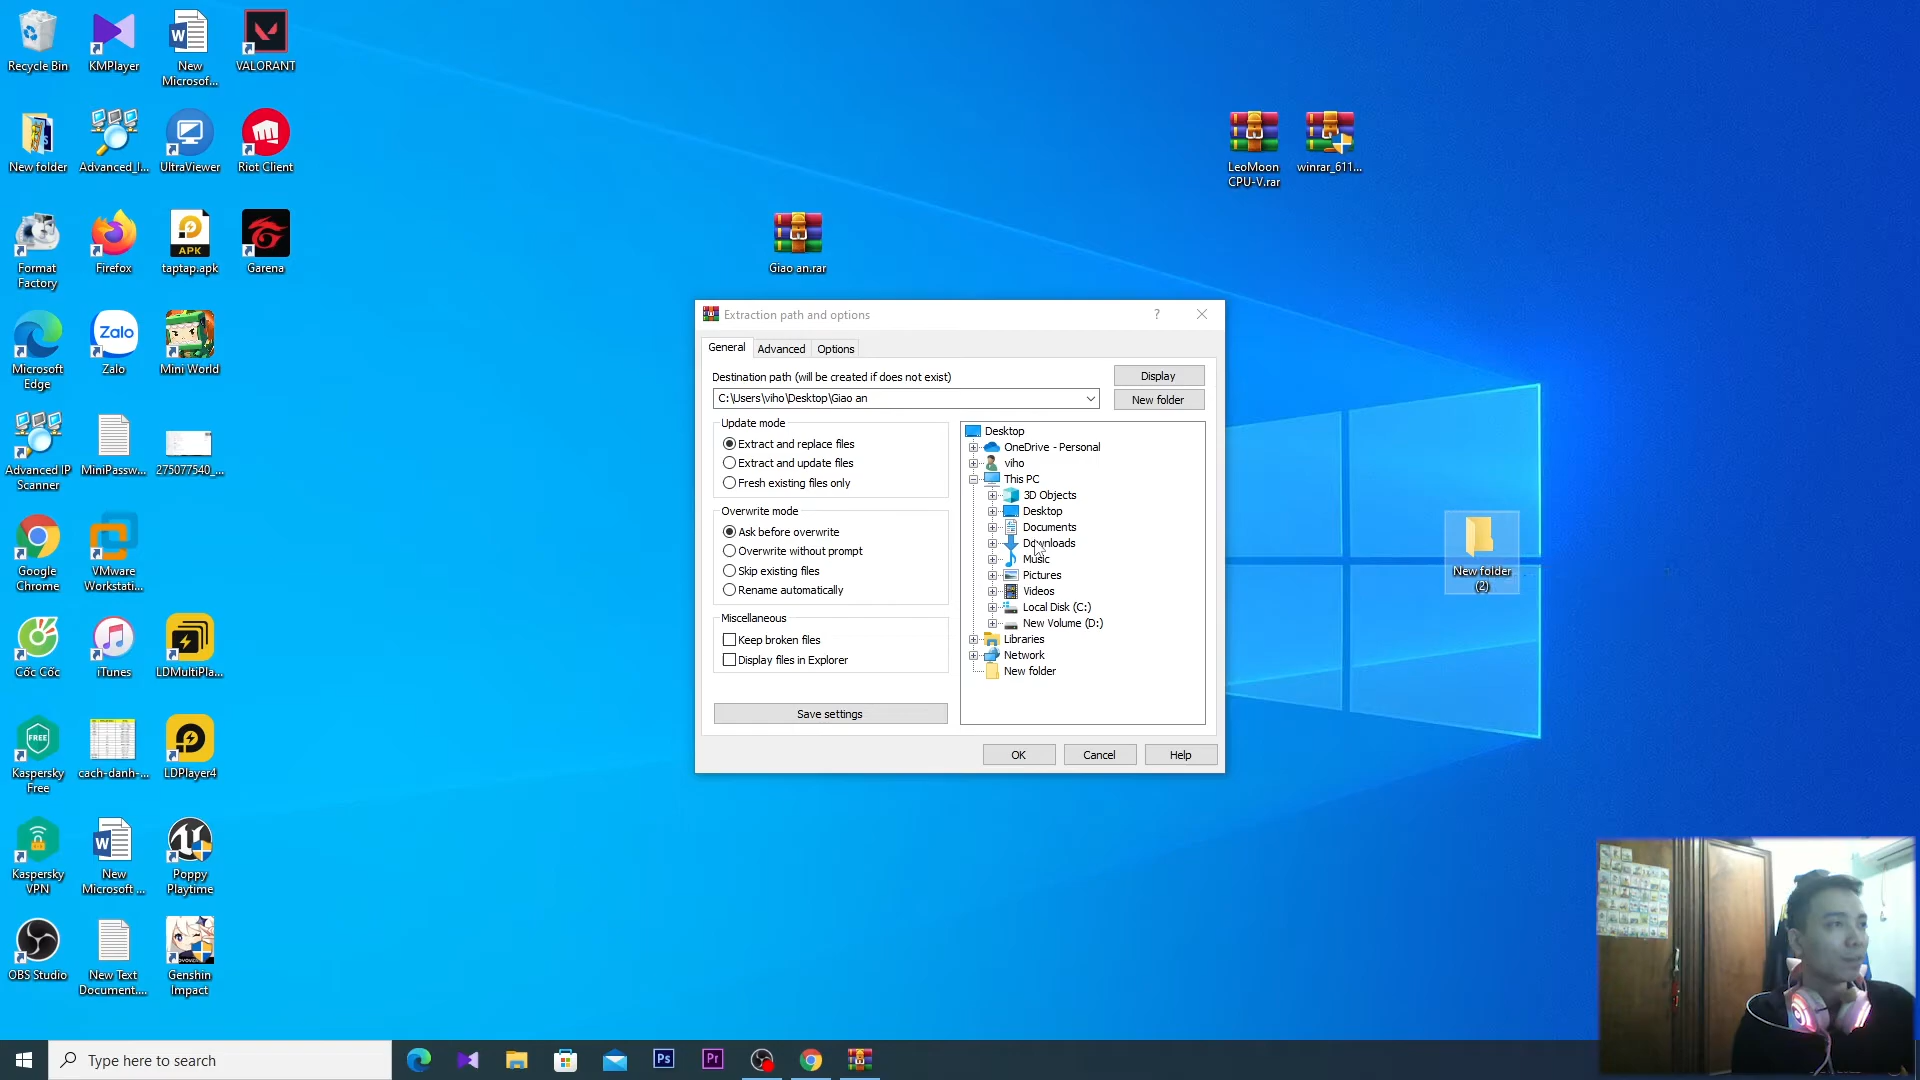 Recycle Bin
KMPlayer
New
Microsof...
VALORANT
New folder
Advanced_I...
UltraViewer
Riot Client
Format
Factory
Firefox
APK
taptap.apk
Garena
Microsoft
Edge
Zalo
Zalo
Mini World
Advanced IP
Scanner
MiniPassw...
275077540_...
Google
Chrome
VMware
Workstati...
Cốc Cốc
iTunes
LDMultiPla...
FREE
Kaspersky
Free
cach-danh-...
LDPlayer4
Kaspersky
VPN
New
Microsoft ...
Poppy
Playtime
OBS Studio
New Text
Document....
Genshin
Impact
LeoMoon
CPU-V.rar
winrar_611...
Giao an.rar
New folder
(2)
Extraction path and options
?
General
Advanced
Options
Destination path (will be created if does not exist)
Display
C:\Users\viho\Desktop\Giao an
New folder
Update mode
Extract and replace files
Extract and update files
Fresh existing files only
Overwrite mode
Ask before overwrite
Overwrite without prompt
Skip existing files
Rename automatically
Miscellaneous
Keep broken files
Display files in Explorer
Save settings
Desktop
OneDrive - Personal
viho
This PC
3D Objects
Desktop
Documents
Downloads
Music
Pictures
Videos
Local Disk (C:)
New Volume (D:)
Libraries
Network
New folder
OK
Cancel
Help
Type here to search
Ps
Pr